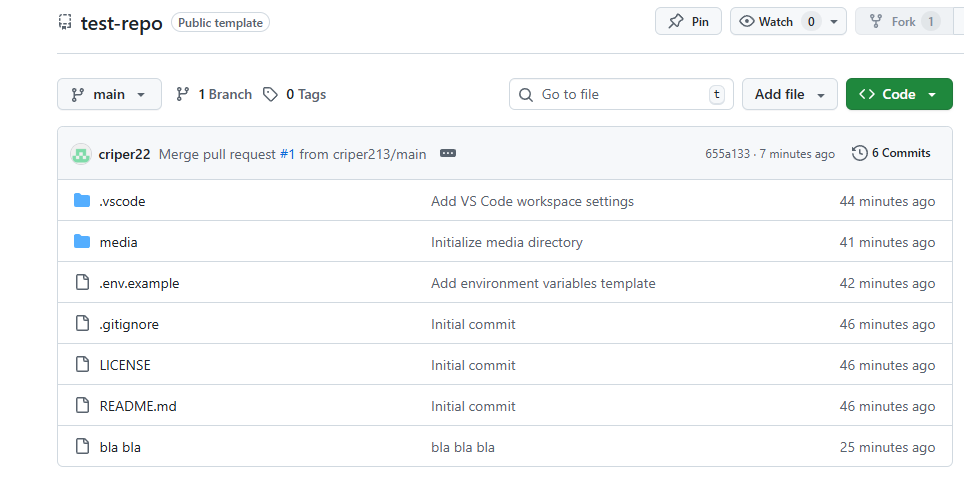 test-repo Public template Pin Watch 0 Fork 1
main 1 Branch 0 Tags Go to file t Add file Code
criper22 Merge pull request #1 from criper213/main 655a133 · 7 minutes ago 6 Commits
.vscode Add VS Code workspace settings 44 minutes ago
media Initialize media directory 41 minutes ago
.env.example Add environment variables template 42 minutes ago
.gitignore Initial commit 46 minutes ago
LICENSE Initial commit 46 minutes ago
README.md Initial commit 46 minutes ago
bla bla bla bla bla 25 minutes ago